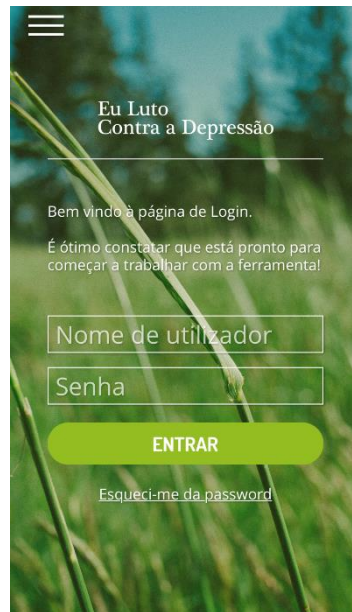 Eu Luto
Contra a Depressão
Bem vindo à página de Login.
É ótimo constatar que está pronto para
começar a trabalhar com a ferramenta!
Nome de utilizador
Senha
ENTRAR
Esqueci-me da password